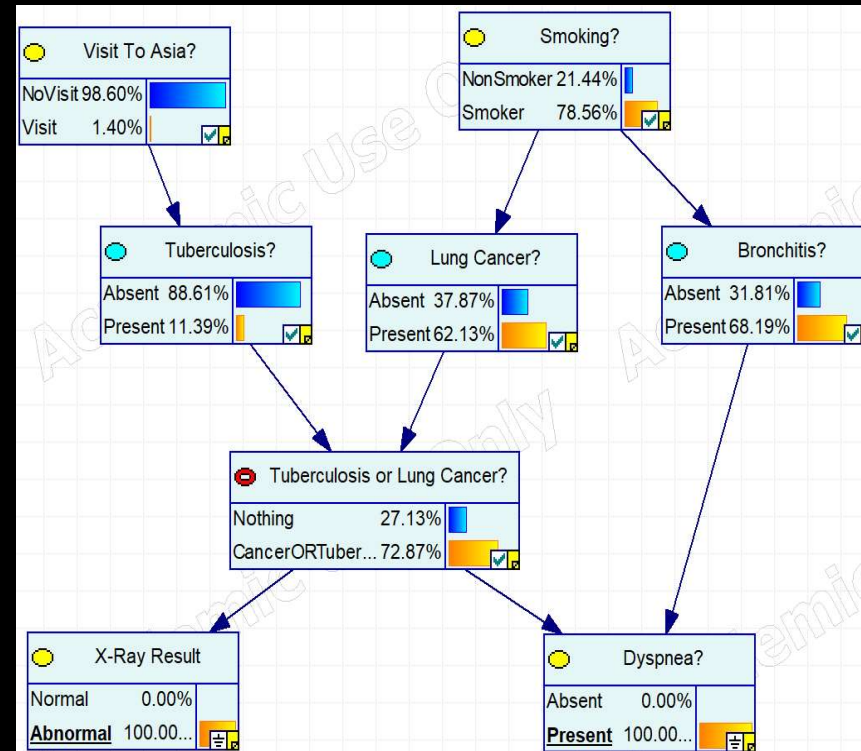 Visit To Asia?
NoVisit 98.60%
Visit 1.40%
Smoking?
NonSmoker 21.44%
Smoker 78.56%
Tuberculosis?
Absent 88.61%
Present 11.39%
Lung Cancer?
Absent 37.87%
Present 62.13%
Bronchitis?
Absent 31.81%
Present 68.19%
Tuberculosis or Lung Cancer?
Nothing 27.13%
CancerORTuber... 72.87%
X-Ray Result
Normal 0.00%
Abnormal 100.00...
Dyspnea?
Absent 0.00%
Present 100.00...